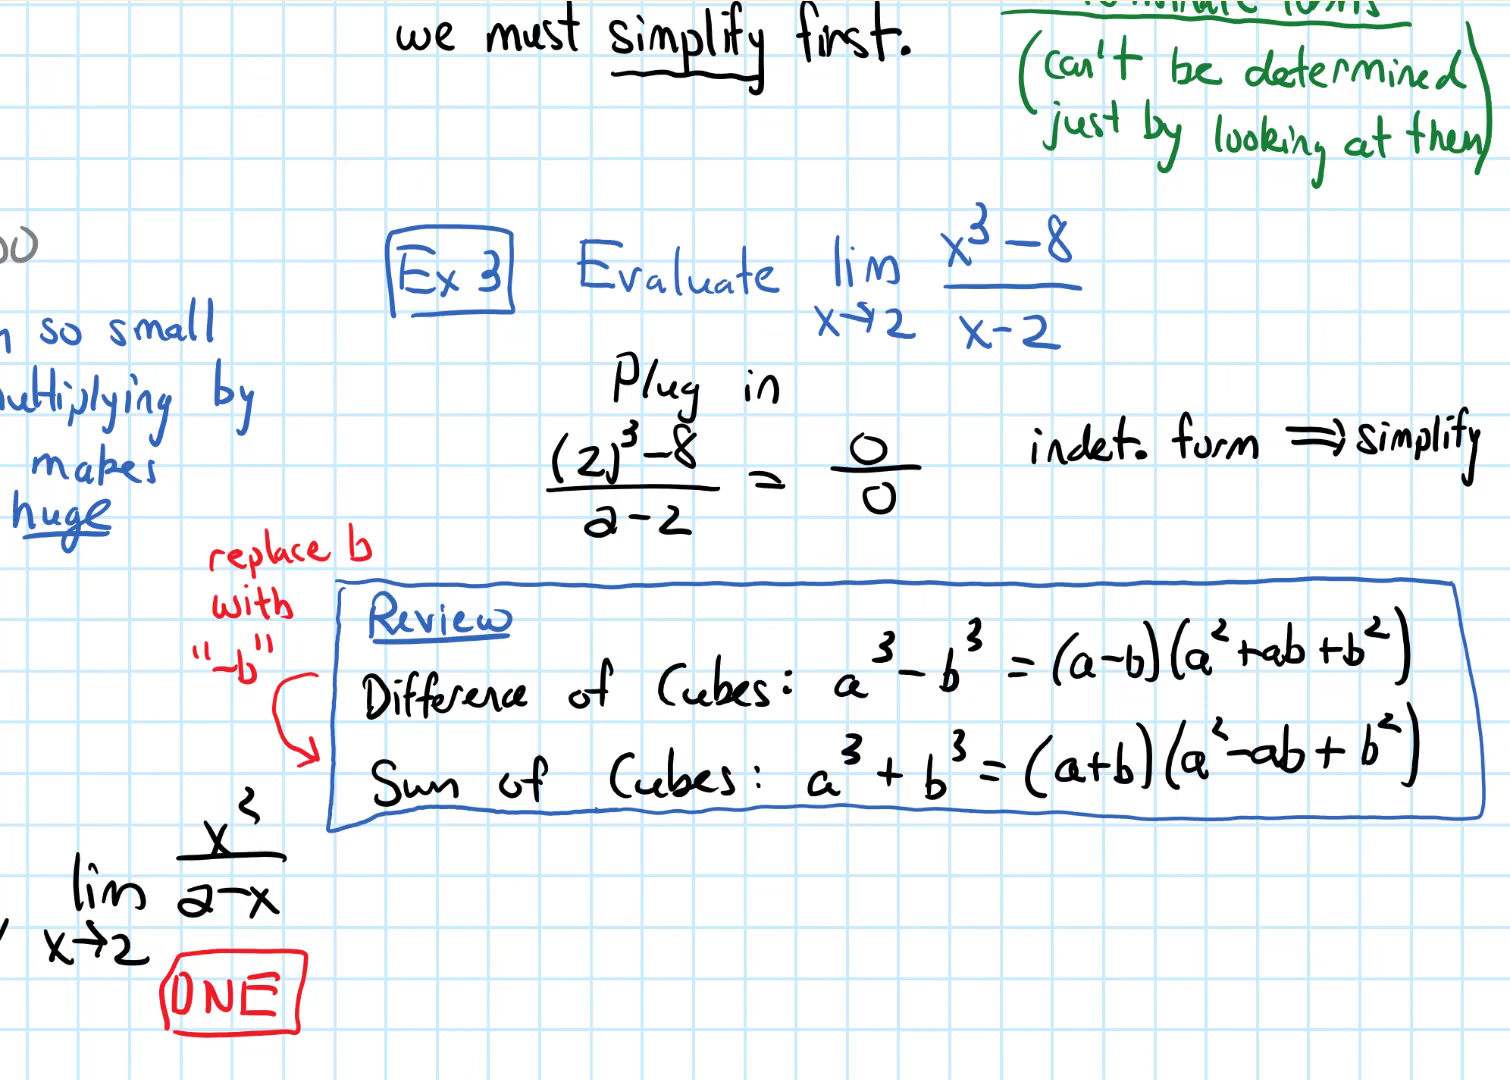 we must simplify first.
(can't be determined
just by looking at them)
Ex 3 Evaluate lim x→2 x³-8 / x-2
so small
multiplying by
makes
huge
Plug in
(2)³-8 / 2-2 = 0/0 indet. form ⇒ simplify
replace b
with
"-b"
Review
Difference of Cubes: a³-b³ = (a-b)(a²+ab+b²)
Sum of Cubes: a³+b³ = (a+b)(a²-ab+b²)
lim x→2 x² / 2-x
DNE